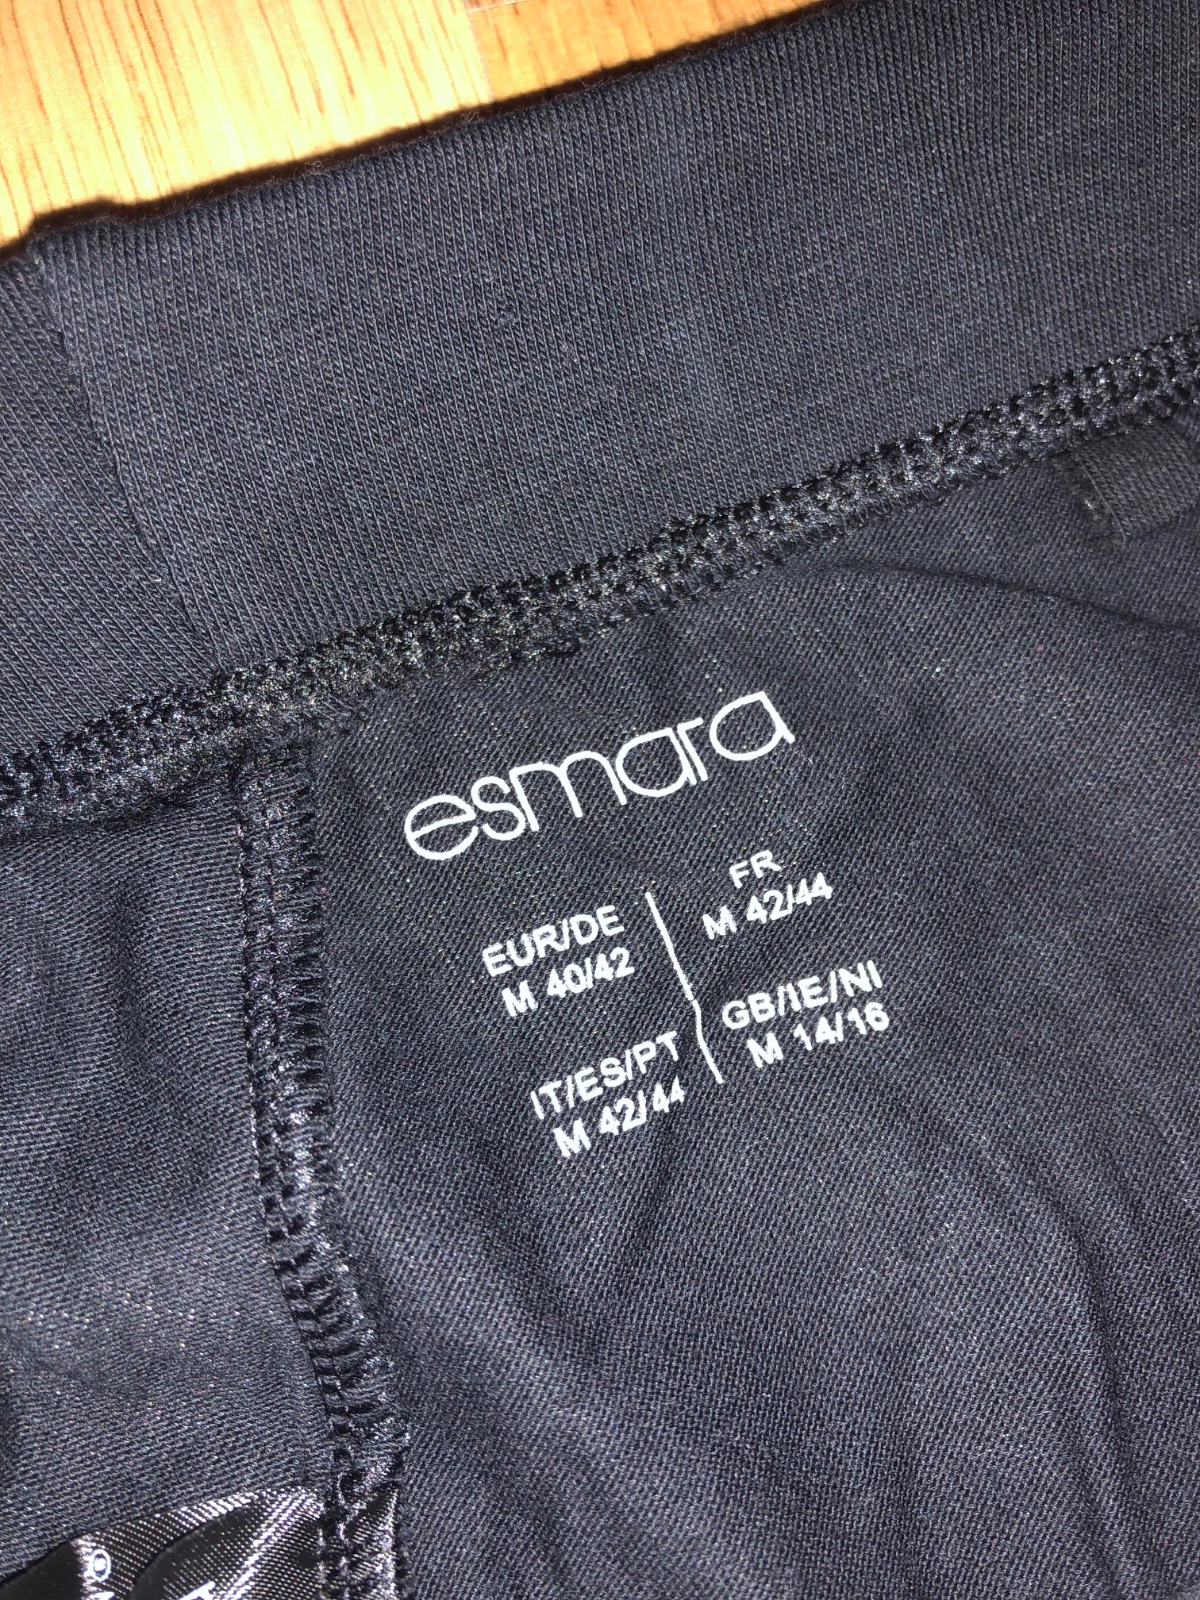 esmara
EUR/DE
M 40/42
FR
M 42/44
IT/ES/PT
M 42/44
GB/IE/NI
M 14/16
®